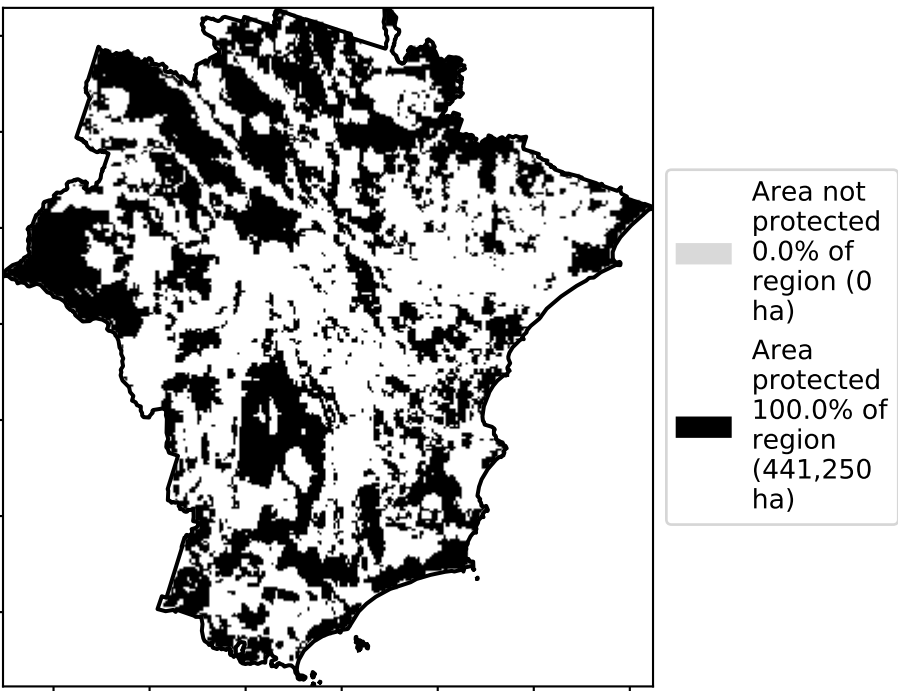 Area not
protected
0.0% of
region (0
ha)
Area
protected
100.0% of
region
(441,250
ha)